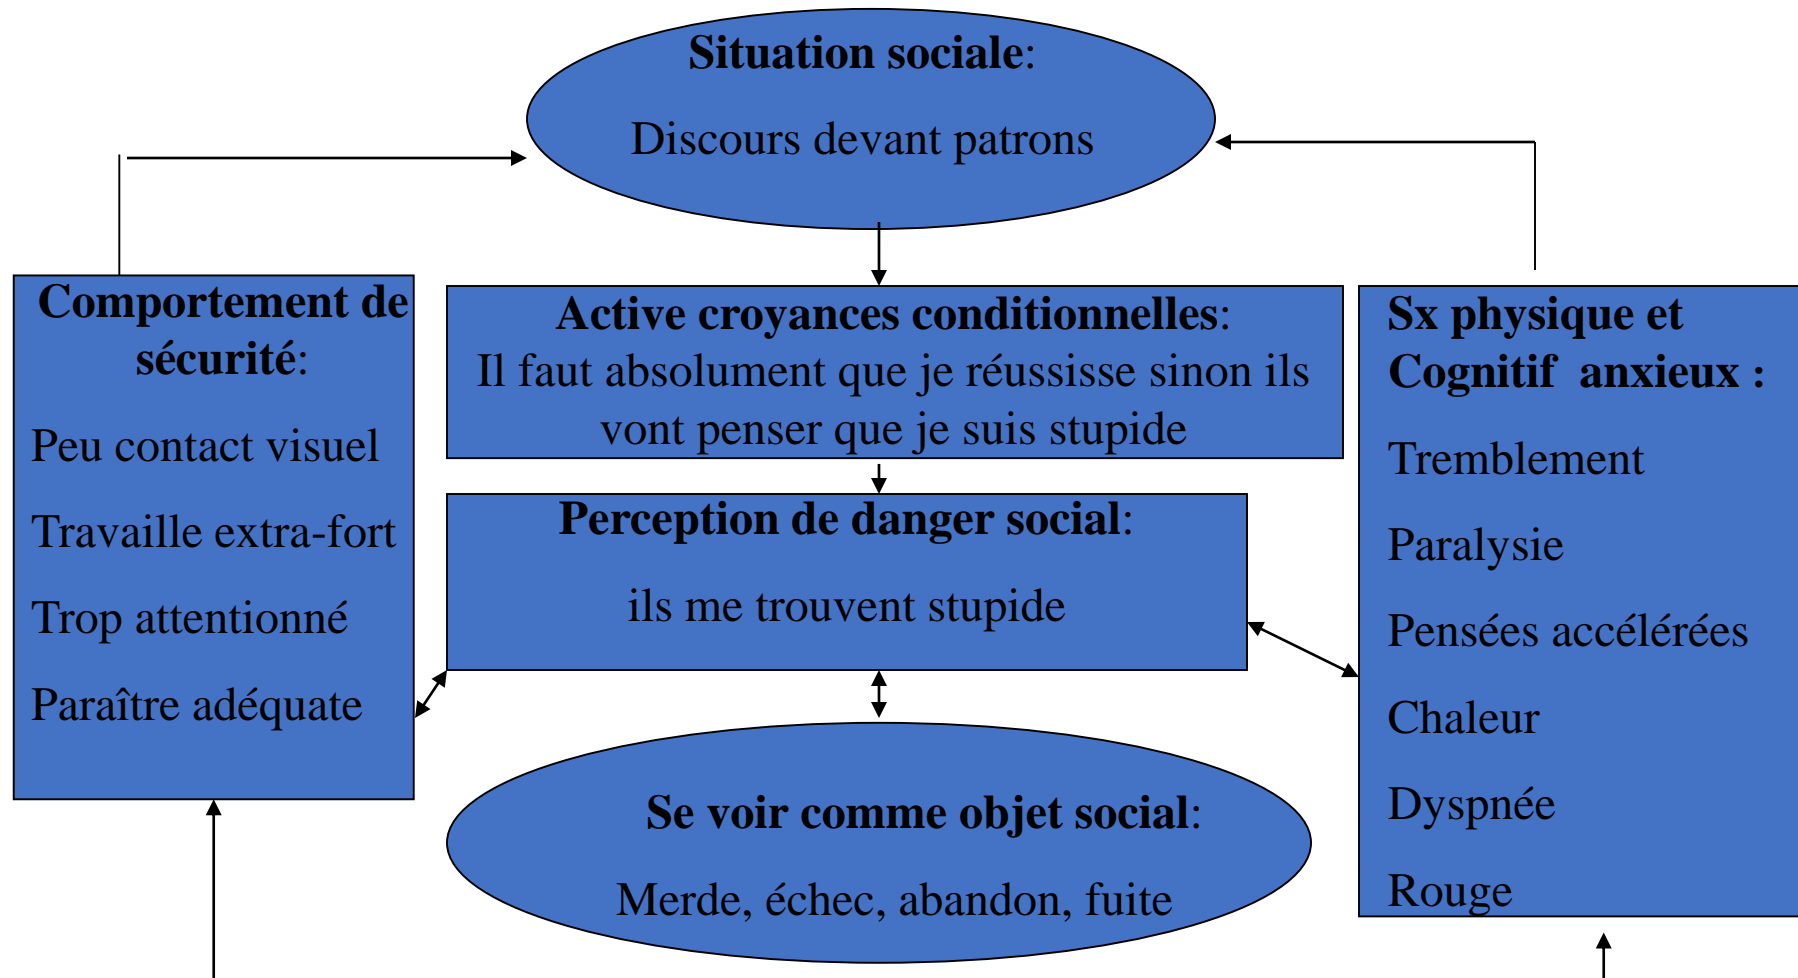 Situation sociale:
Discours devant patrons
Comportement de
sécurité:
Peu contact visuel
Travaille extra-fort
Trop attentionné
Paraître adéquate
Active croyances conditionnelles:
Il faut absolument que je réussisse sinon ils
vont penser que je suis stupide
Perception de danger social:
ils me trouvent stupide
Se voir comme objet social:
Merde, échec, abandon, fuite
Sx physique et
Cognitif anxieux :
Tremblement
Paralysie
Pensées accélérées
Chaleur
Dyspnée
Rouge